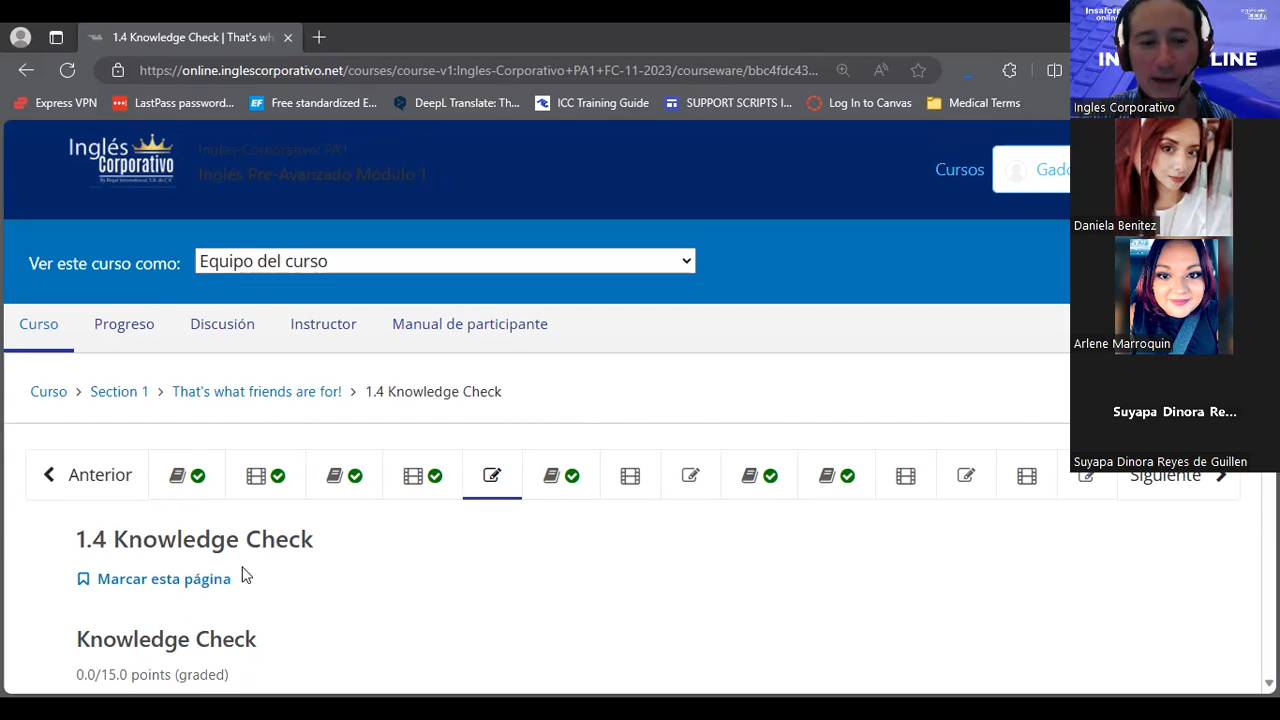 1.4 Knowledge Check | That's wh
https://online.inglescorporativo.net/courses/course-v1:Ingles-Corporativo+PA1+FC-11-2023/courseware/bbc4fdc43...
Express VPN
LastPass password...
Free standardized E...
DeepL Translate: Th...
ICC Training Guide
SUPPORT SCRIPTS I...
Log In to Canvas
Medical Terms
Inglés
Corporativo
Ingles-Corporativo: PA1
Inglés Pre-Avanzado Módulo 1
Cursos
Gado
Ver este curso como:
Equipo del curso
Curso
Progreso
Discusión
Instructor
Manual de participante
Curso > Section 1 > That's what friends are for! > 1.4 Knowledge Check
Anterior
Siguiente
1.4 Knowledge Check
Marcar esta página
Knowledge Check
0.0/15.0 points (graded)
IN
LINE
Ingles Corporativo
Daniela Benitez
Arlene Marroquin
Suyapa Dinora Re...
Suyapa Dinora Reyes de Guillen